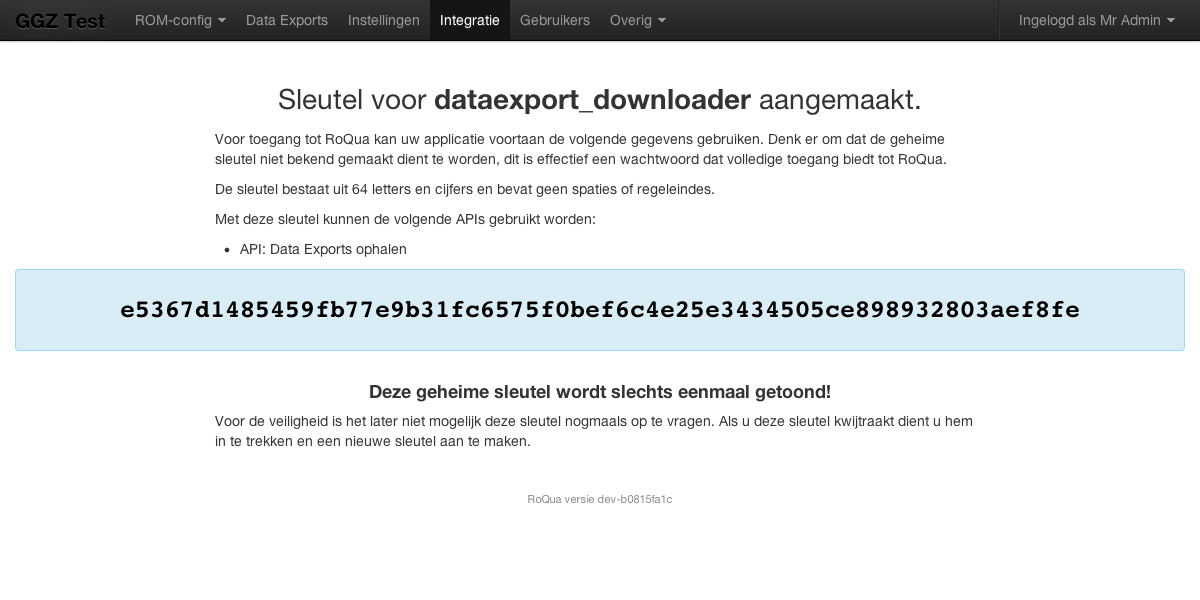 GGZ Test ROM-config Data Exports Instellingen Integratie Gebruikers Overig Ingelogd als Mr Admin
Sleutel voor dataexport_downloader aangemaakt.
Voor toegang tot RoQua kan uw applicatie voortaan de volgende gegevens gebruiken. Denk er om dat de geheime
sleutel niet bekend gemaakt dient te worden, dit is effectief een wachtwoord dat volledige toegang biedt tot RoQua.
De sleutel bestaat uit 64 letters en cijfers en bevat geen spaties of regeleindes.
Met deze sleutel kunnen de volgende APIs gebruikt worden:
• API: Data Exports ophalen
e5367d1485459fb77e9b31fc6575f0bef6c4e25e3434505ce898932803aef8fe
Deze geheime sleutel wordt slechts eenmaal getoond!
Voor de veiligheid is het later niet mogelijk deze sleutel nogmaals op te vragen. Als u deze sleutel kwijtraakt dient u hem
in te trekken en een nieuwe sleutel aan te maken.
RoQua versie dev-b0815fa1c